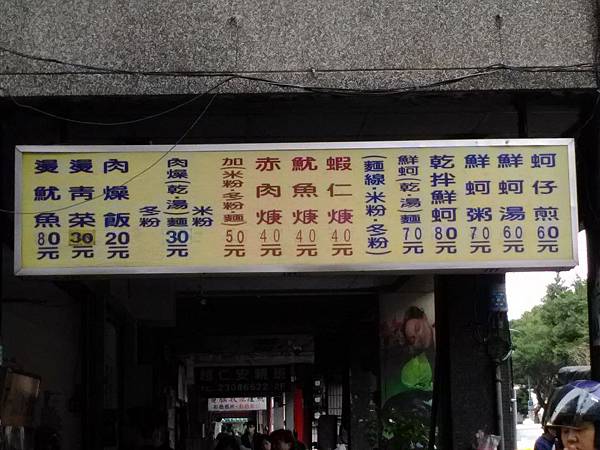 蚵仔煎 60元
鮮蚵湯 60元
鮮蚵粥 70元
乾拌鮮蚵 80元
鮮蚵(乾·湯)麵 70元
(麵線·米粉·冬粉)
蝦仁焿 40元
魷魚焿 40元
赤肉焿 40元
加(米粉冬粉麵) 50元
肉燥(乾·湯)麵 米粉 冬粉 30元
肉燥飯 20元
燙青菜 30元
燙魷魚 80元
23086622